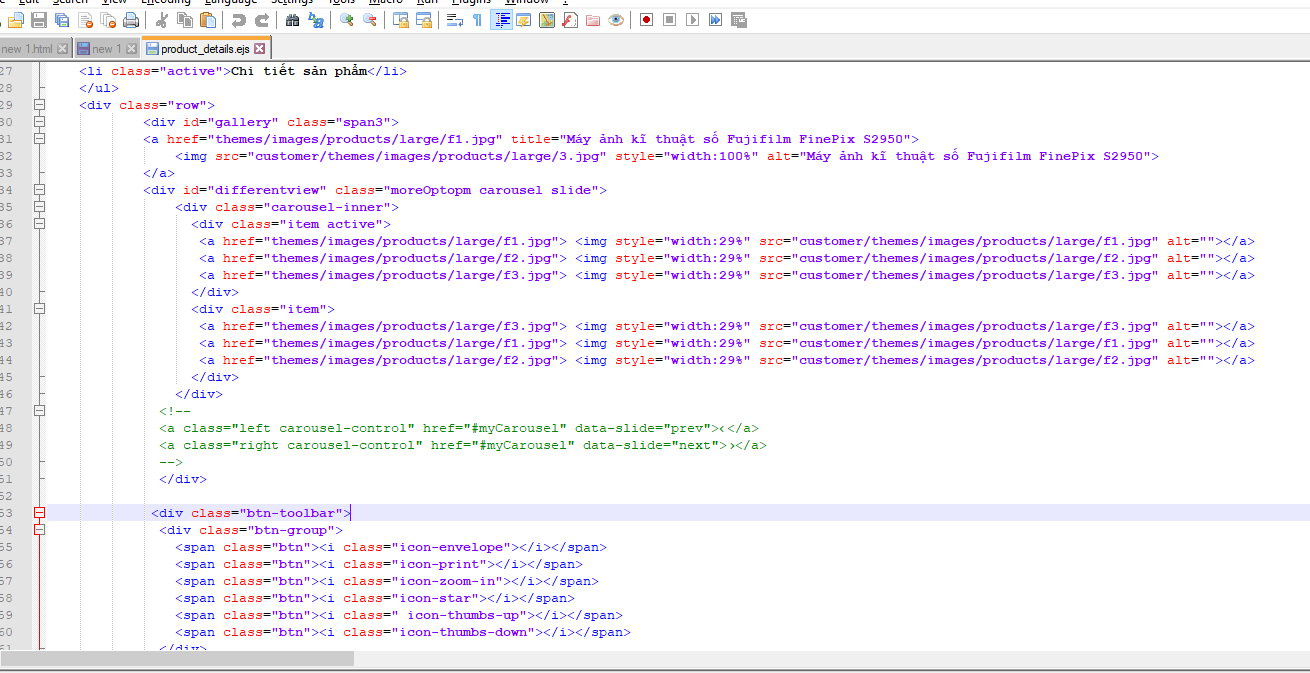 Edit Search View Encoding Language Settings Tools Macro Run Plugins Window ?
new 1.html new 1 product_details.ejs
27 <li class="active">Chi tiết sản phẩm</li>
28 </ul>
29 <div class="row">
30 <div id="gallery" class="span3">
31 <a href="themes/images/products/large/f1.jpg" title="Máy ảnh kĩ thuật số Fujifilm FinePix S2950">
32 <img src="customer/themes/images/products/large/3.jpg" style="width:100%" alt="Máy ảnh kĩ thuật số Fujifilm FinePix S2950">
33 </a>
34 <div id="differentview" class="moreOptopm carousel slide">
35 <div class="carousel-inner">
36 <div class="item active">
37 <a href="themes/images/products/large/f1.jpg"> <img style="width:29%" src="customer/themes/images/products/large/f1.jpg" alt=""></a>
38 <a href="themes/images/products/large/f2.jpg"> <img style="width:29%" src="customer/themes/images/products/large/f2.jpg" alt=""></a>
39 <a href="themes/images/products/large/f3.jpg"> <img style="width:29%" src="customer/themes/images/products/large/f3.jpg" alt=""></a>
40 </div>
41 <div class="item">
42 <a href="themes/images/products/large/f3.jpg"> <img style="width:29%" src="customer/themes/images/products/large/f3.jpg" alt=""></a>
43 <a href="themes/images/products/large/f1.jpg"> <img style="width:29%" src="customer/themes/images/products/large/f1.jpg" alt=""></a>
44 <a href="themes/images/products/large/f2.jpg"> <img style="width:29%" src="customer/themes/images/products/large/f2.jpg" alt=""></a>
45 </div>
46 </div>
47 <!--
48 <a class="left carousel-control" href="#myCarousel" data-slide="prev">‹</a>
49 <a class="right carousel-control" href="#myCarousel" data-slide="next">›</a>
50 -->
51 </div>
52
53 <div class="btn-toolbar">
54 <div class="btn-group">
55 <span class="btn"><i class="icon-envelope"></i></span>
56 <span class="btn"><i class="icon-print"></i></span>
57 <span class="btn"><i class="icon-zoom-in"></i></span>
58 <span class="btn"><i class="icon-star"></i></span>
59 <span class="btn"><i class=" icon-thumbs-up"></i></span>
60 <span class="btn"><i class="icon-thumbs-down"></i></span>
61 </div>